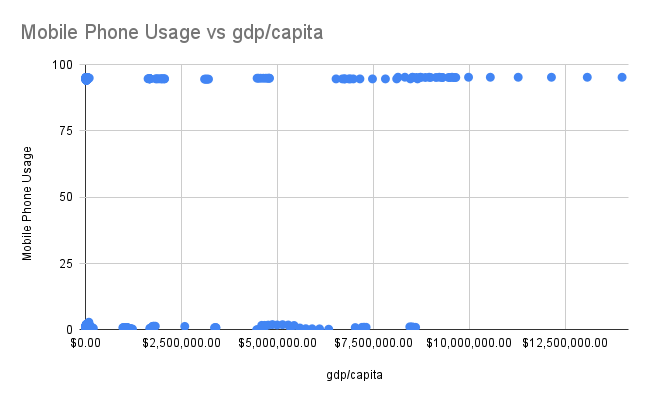 Mobile Phone Usage vs gdp/capita
Mobile Phone Usage
100
75
50
25
0
$0.00 $2,500,000.00 $5,000,000.00 $7,500,000.00 $10,000,000.00 $12,500,000.00
gdp/capita